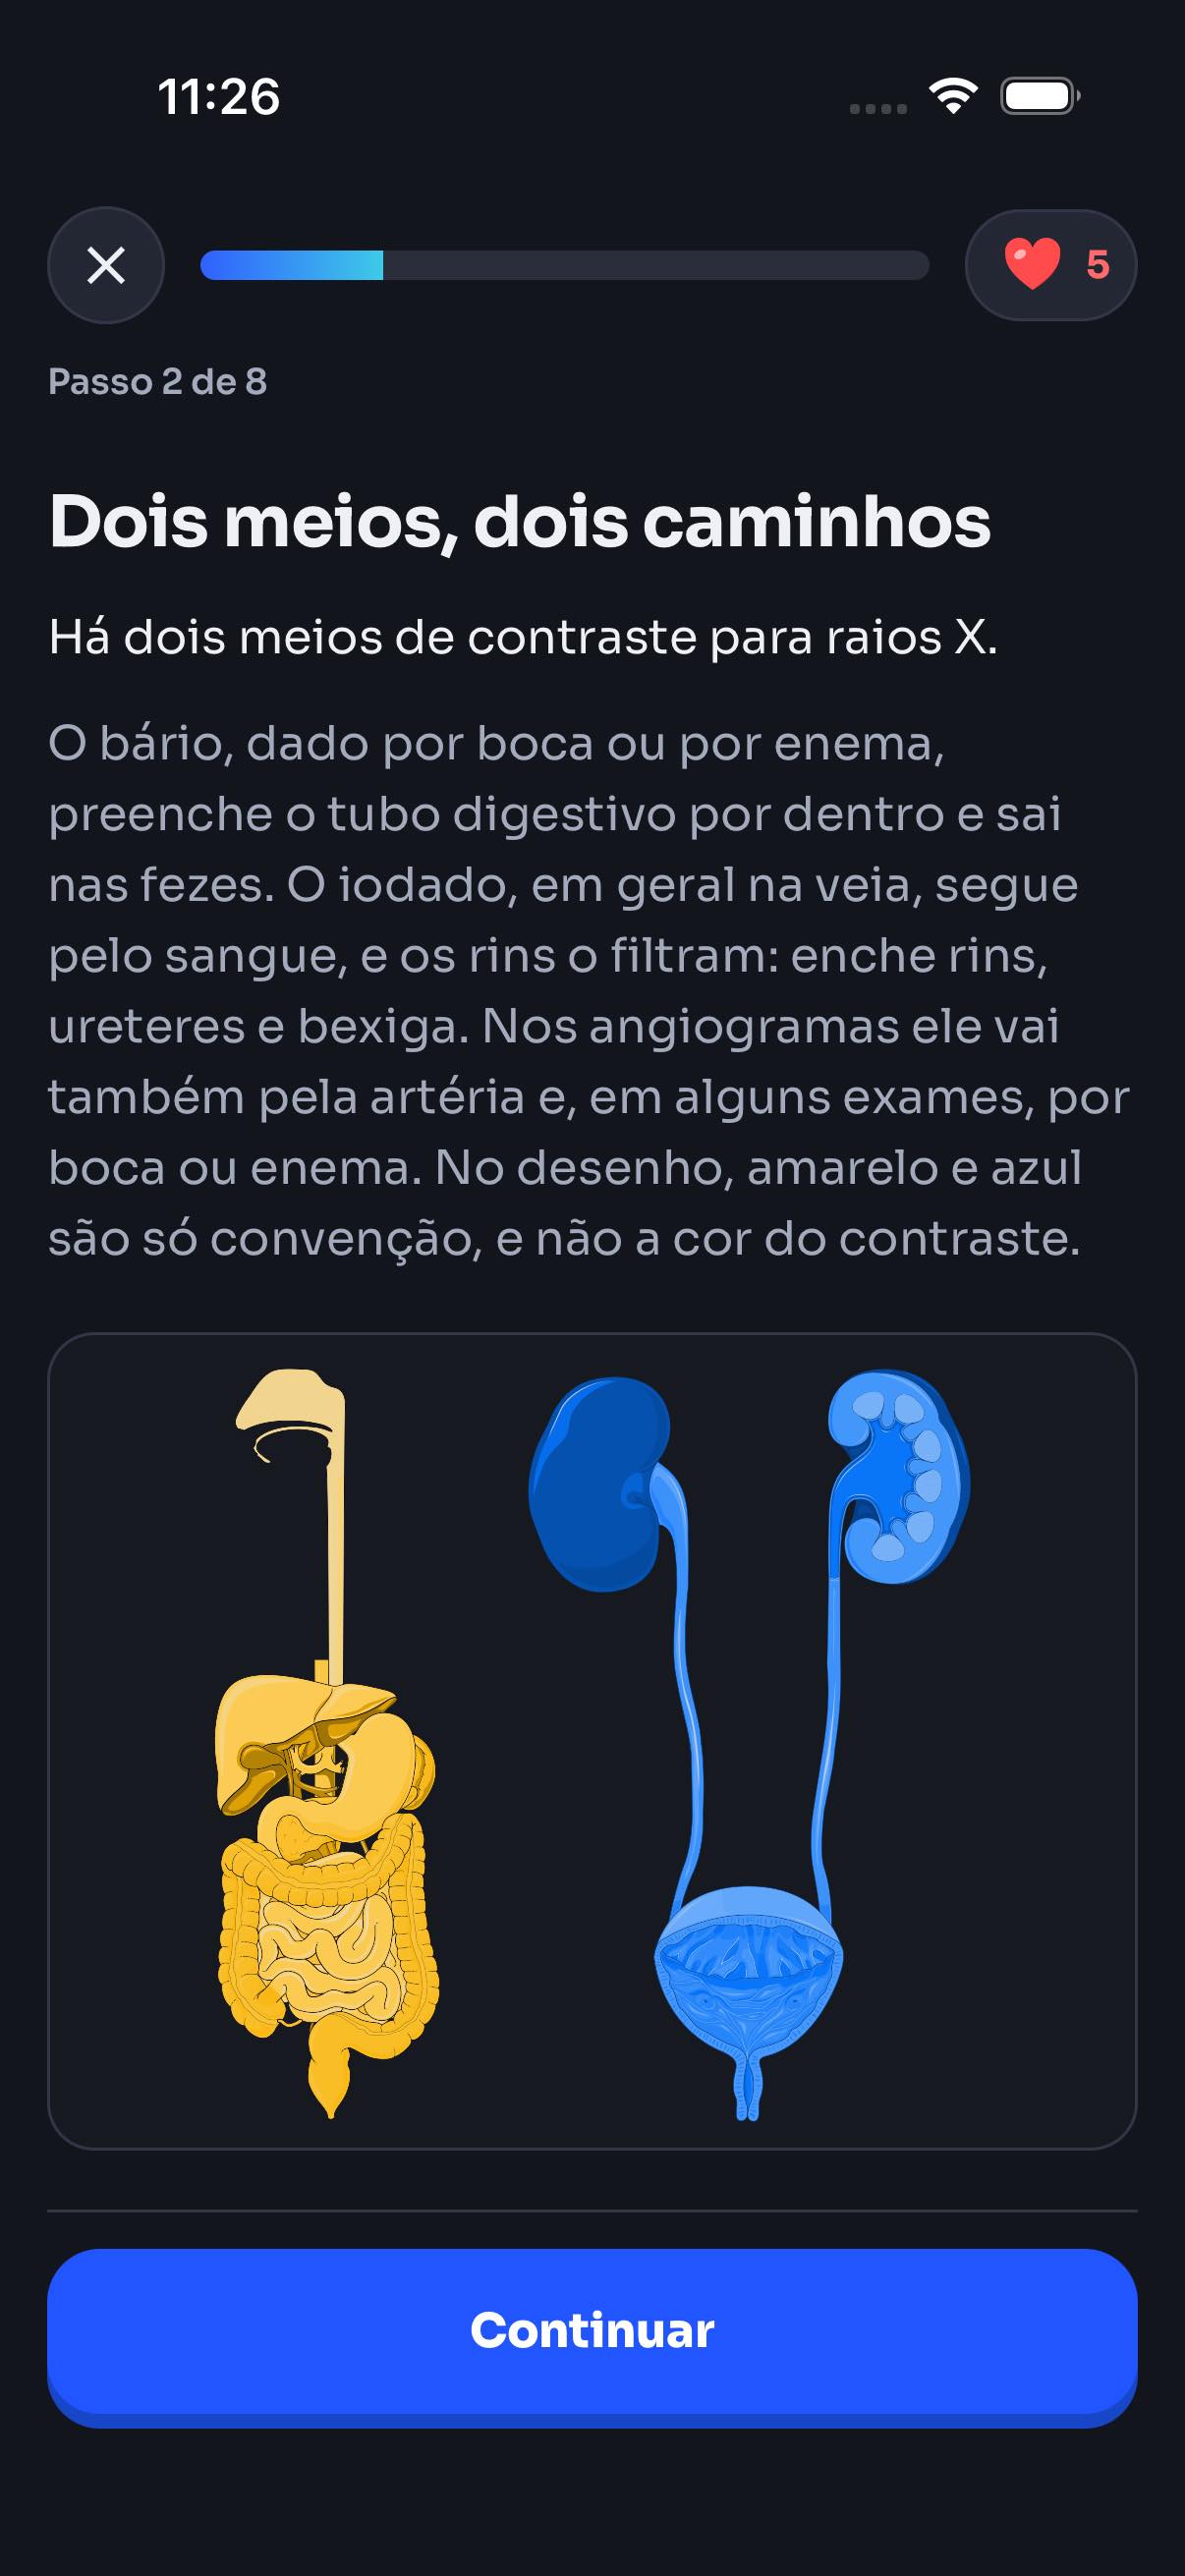 11:26
5
Passo 2 de 8
Dois meios, dois caminhos
Há dois meios de contraste para raios X.
O bário, dado por boca ou por enema,
preenche o tubo digestivo por dentro e sai
nas fezes. O iodado, em geral na veia, segue
pelo sangue, e os rins o filtram: enche rins,
ureteres e bexiga. Nos angiogramas ele vai
também pela artéria e, em alguns exames, por
boca ou enema. No desenho, amarelo e azul
são só convenção, e não a cor do contraste.
Continuar